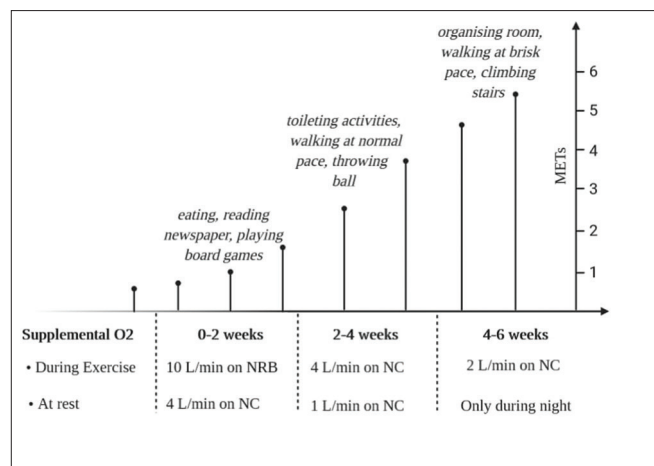 organising room,
walking at brisk
pace, climbing
stairs
6
5
toileting activities,
walking at normal
pace, throwing
ball
4
METs
3
eating, reading
newspaper, playing
board games
2
1
Supplemental O2 0-2 weeks 2-4 weeks 4-6 weeks
• During Exercise 10 L/min on NRB 4 L/min on NC 2 L/min on NC
• At rest 4 L/min on NC 1 L/min on NC Only during night